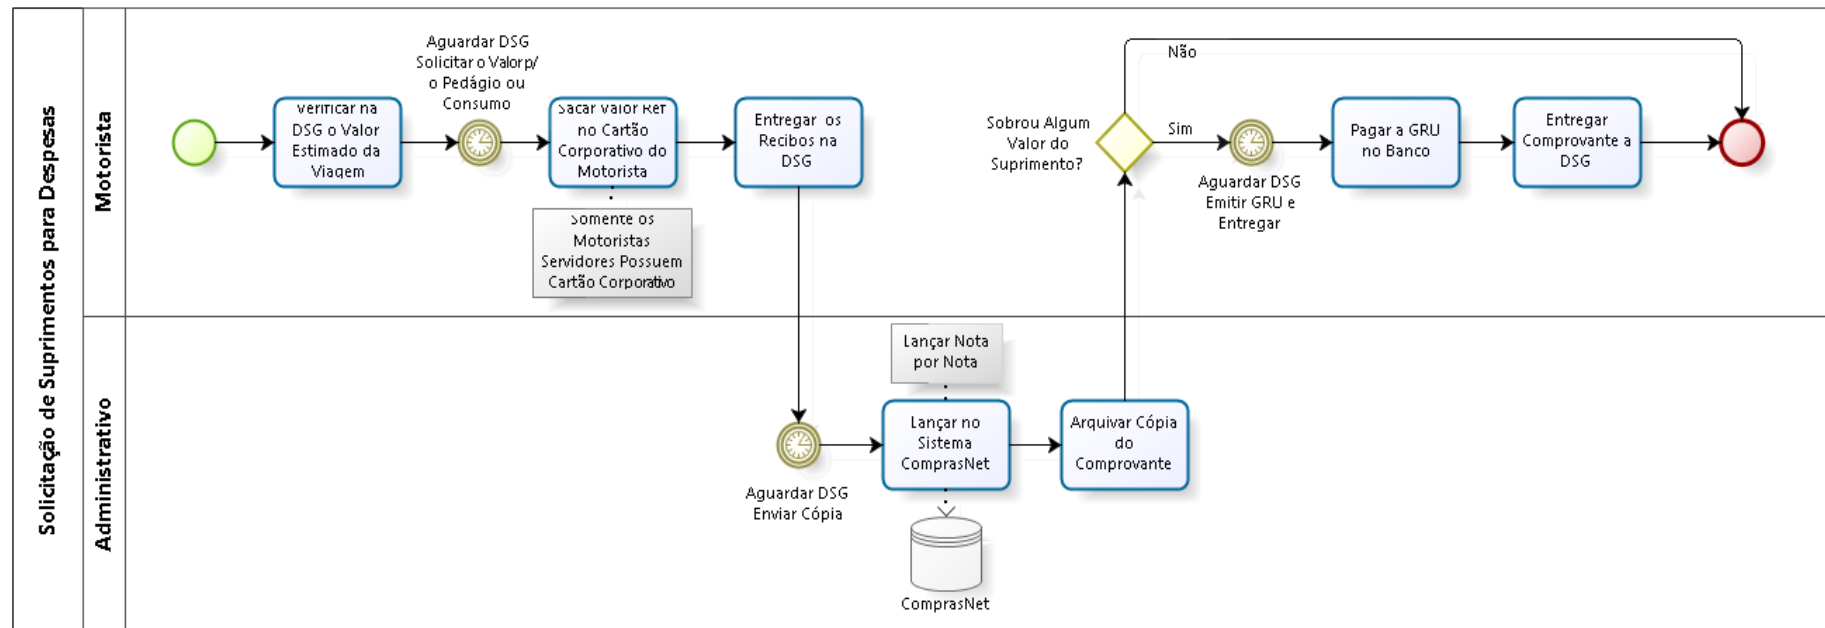 Solicitação de Suprimentos para Despesas
Motorista
Verificar na
DSG o Valor
Estimado da
Viagem
Aguardar DSG
Solicitar o Valor p/
o Pedágio ou
Consumo
Sacar Valor Ref
no Cartão
Corporativo do
Motorista
Somente os
Motoristas
Servidores Possuem
Cartão Corporativo
Entregar os
Recibos na
DSG
Sobrou Algum
Valor do
Suprimento?
Não
Sim
Aguardar DSG
Emitir GRU e
Entregar
Pagar a GRU
no Banco
Entregar
Comprovante a
DSG
Administrativo
Aguardar DSG
Enviar Cópia
Lançar Nota
por Nota
Lançar no
Sistema
ComprasNet
ComprasNet
Arquivar Cópia
do
Comprovante